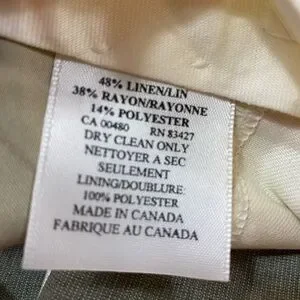 48% LINEN/LIN
38% RAYON/RAYONNE
14% POLYESTER
CA 00480 RN 83427
DRY CLEAN ONLY
NETTOYER A SEC
SEULEMENT
LINING/DOUBLURE:
100% POLYESTER
MADE IN CANADA
FABRIQUE AU CANADA